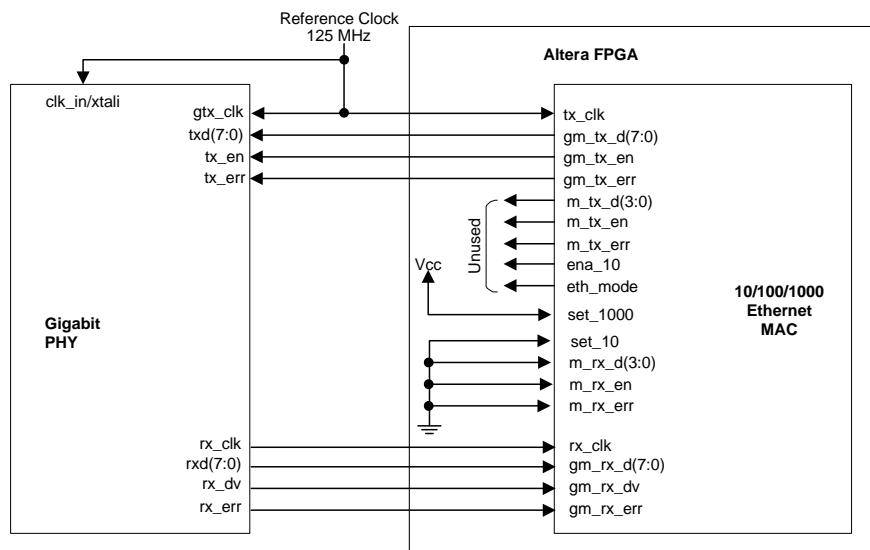 Reference Clock
125 MHz
Altera FPGA
clk_in/xtali
gtx_clk
txd(7:0)
tx_en
tx_err
tx_clk
gm_tx_d(7:0)
gm_tx_en
gm_tx_err
m_tx_d(3:0)
m_tx_en
m_tx_err
ena_10
eth_mode
Unused
Vcc
set_1000
set_10
m_rx_d(3:0)
m_rx_en
m_rx_err
Gigabit
PHY
10/100/1000
Ethernet
MAC
rx_clk
rxd(7:0)
rx_dv
rx_err
rx_clk
gm_rx_d(7:0)
gm_rx_dv
gm_rx_err